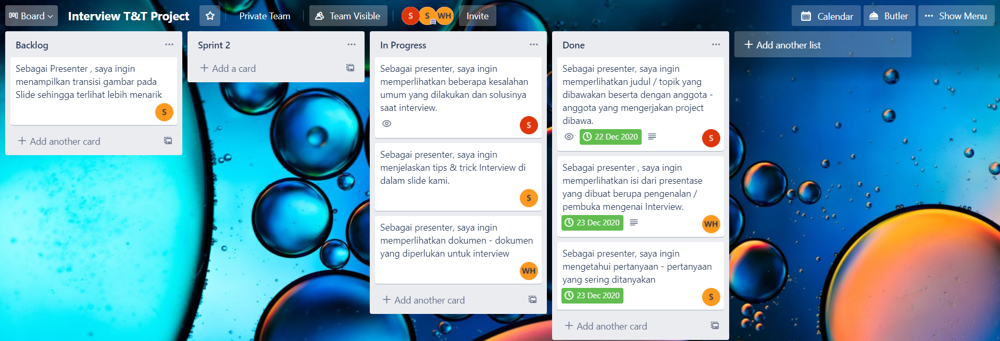 Board
Interview T&T Project
Private Team
Team Visible
S
S
WH
Invite
Calendar
Butler
Show Menu
Backlog
Sebagai Presenter , saya ingin
menampilkan transisi gambar pada
Slide sehingga terlihat lebih menarik
S
+ Add another card
Sprint 2
+ Add a card
In Progress
Sebagai presenter, saya ingin
memperlihatkan beberapa kesalahan
umum yang dilakukan dan solusinya
saat interview.
S
Sebagai presenter, saya ingin
menjelaskan tips & trick Interview di
dalam slide kami.
S
Sebagai presenter, saya ingin
memperlihatkan dokumen - dokumen
yang diperlukan untuk interview
WH
+ Add another card
Done
Sebagai presenter, saya ingin
memperlihatkan judul / topik yang
dibawakan beserta dengan anggota -
anggota yang mengerjakan project
dibawa.
22 Dec 2020
S
Sebagai presenter , saya ingin
memperlihatkan isi dari presentase
yang dibuat berupa pengenalan /
pembuka mengenai Interview.
23 Dec 2020
WH
Sebagai presenter, saya ingin
mengetahui pertanyaan - pertanyaan
yang sering ditanyakan
23 Dec 2020
S
+ Add another card
+ Add another list